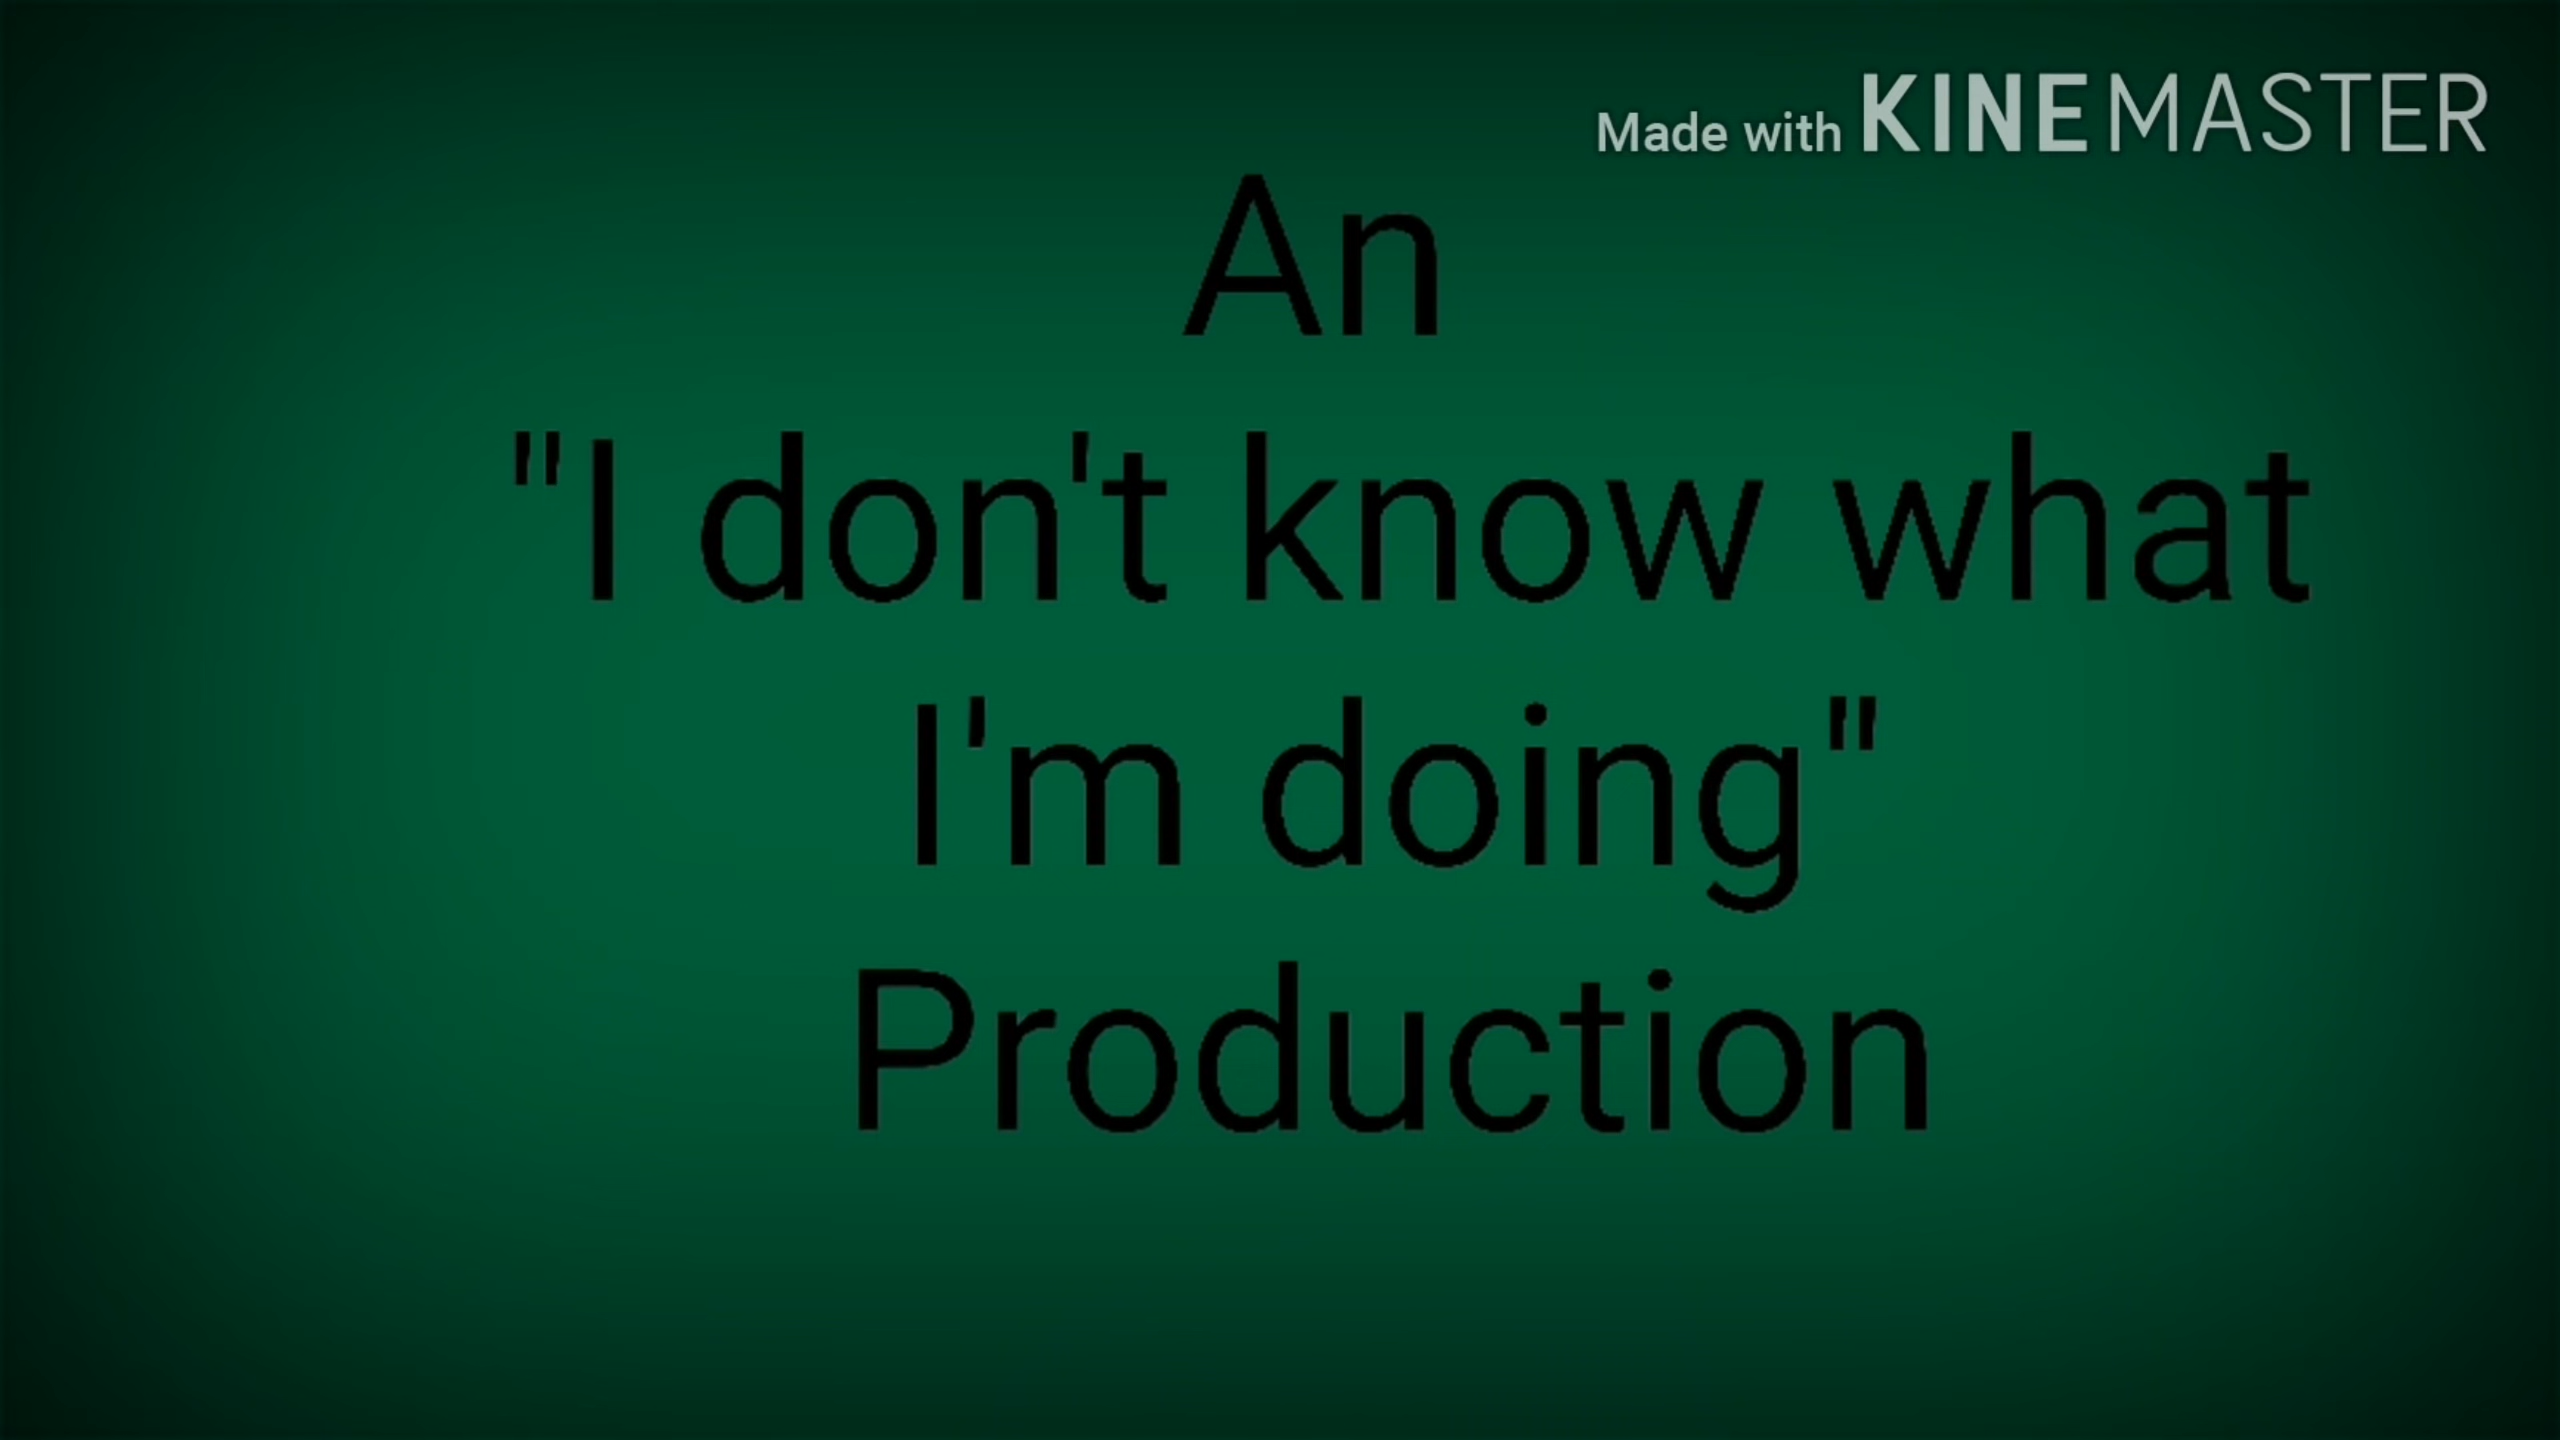 Made with KINEMASTER
An
"I don't know what
I'm doing"
Production